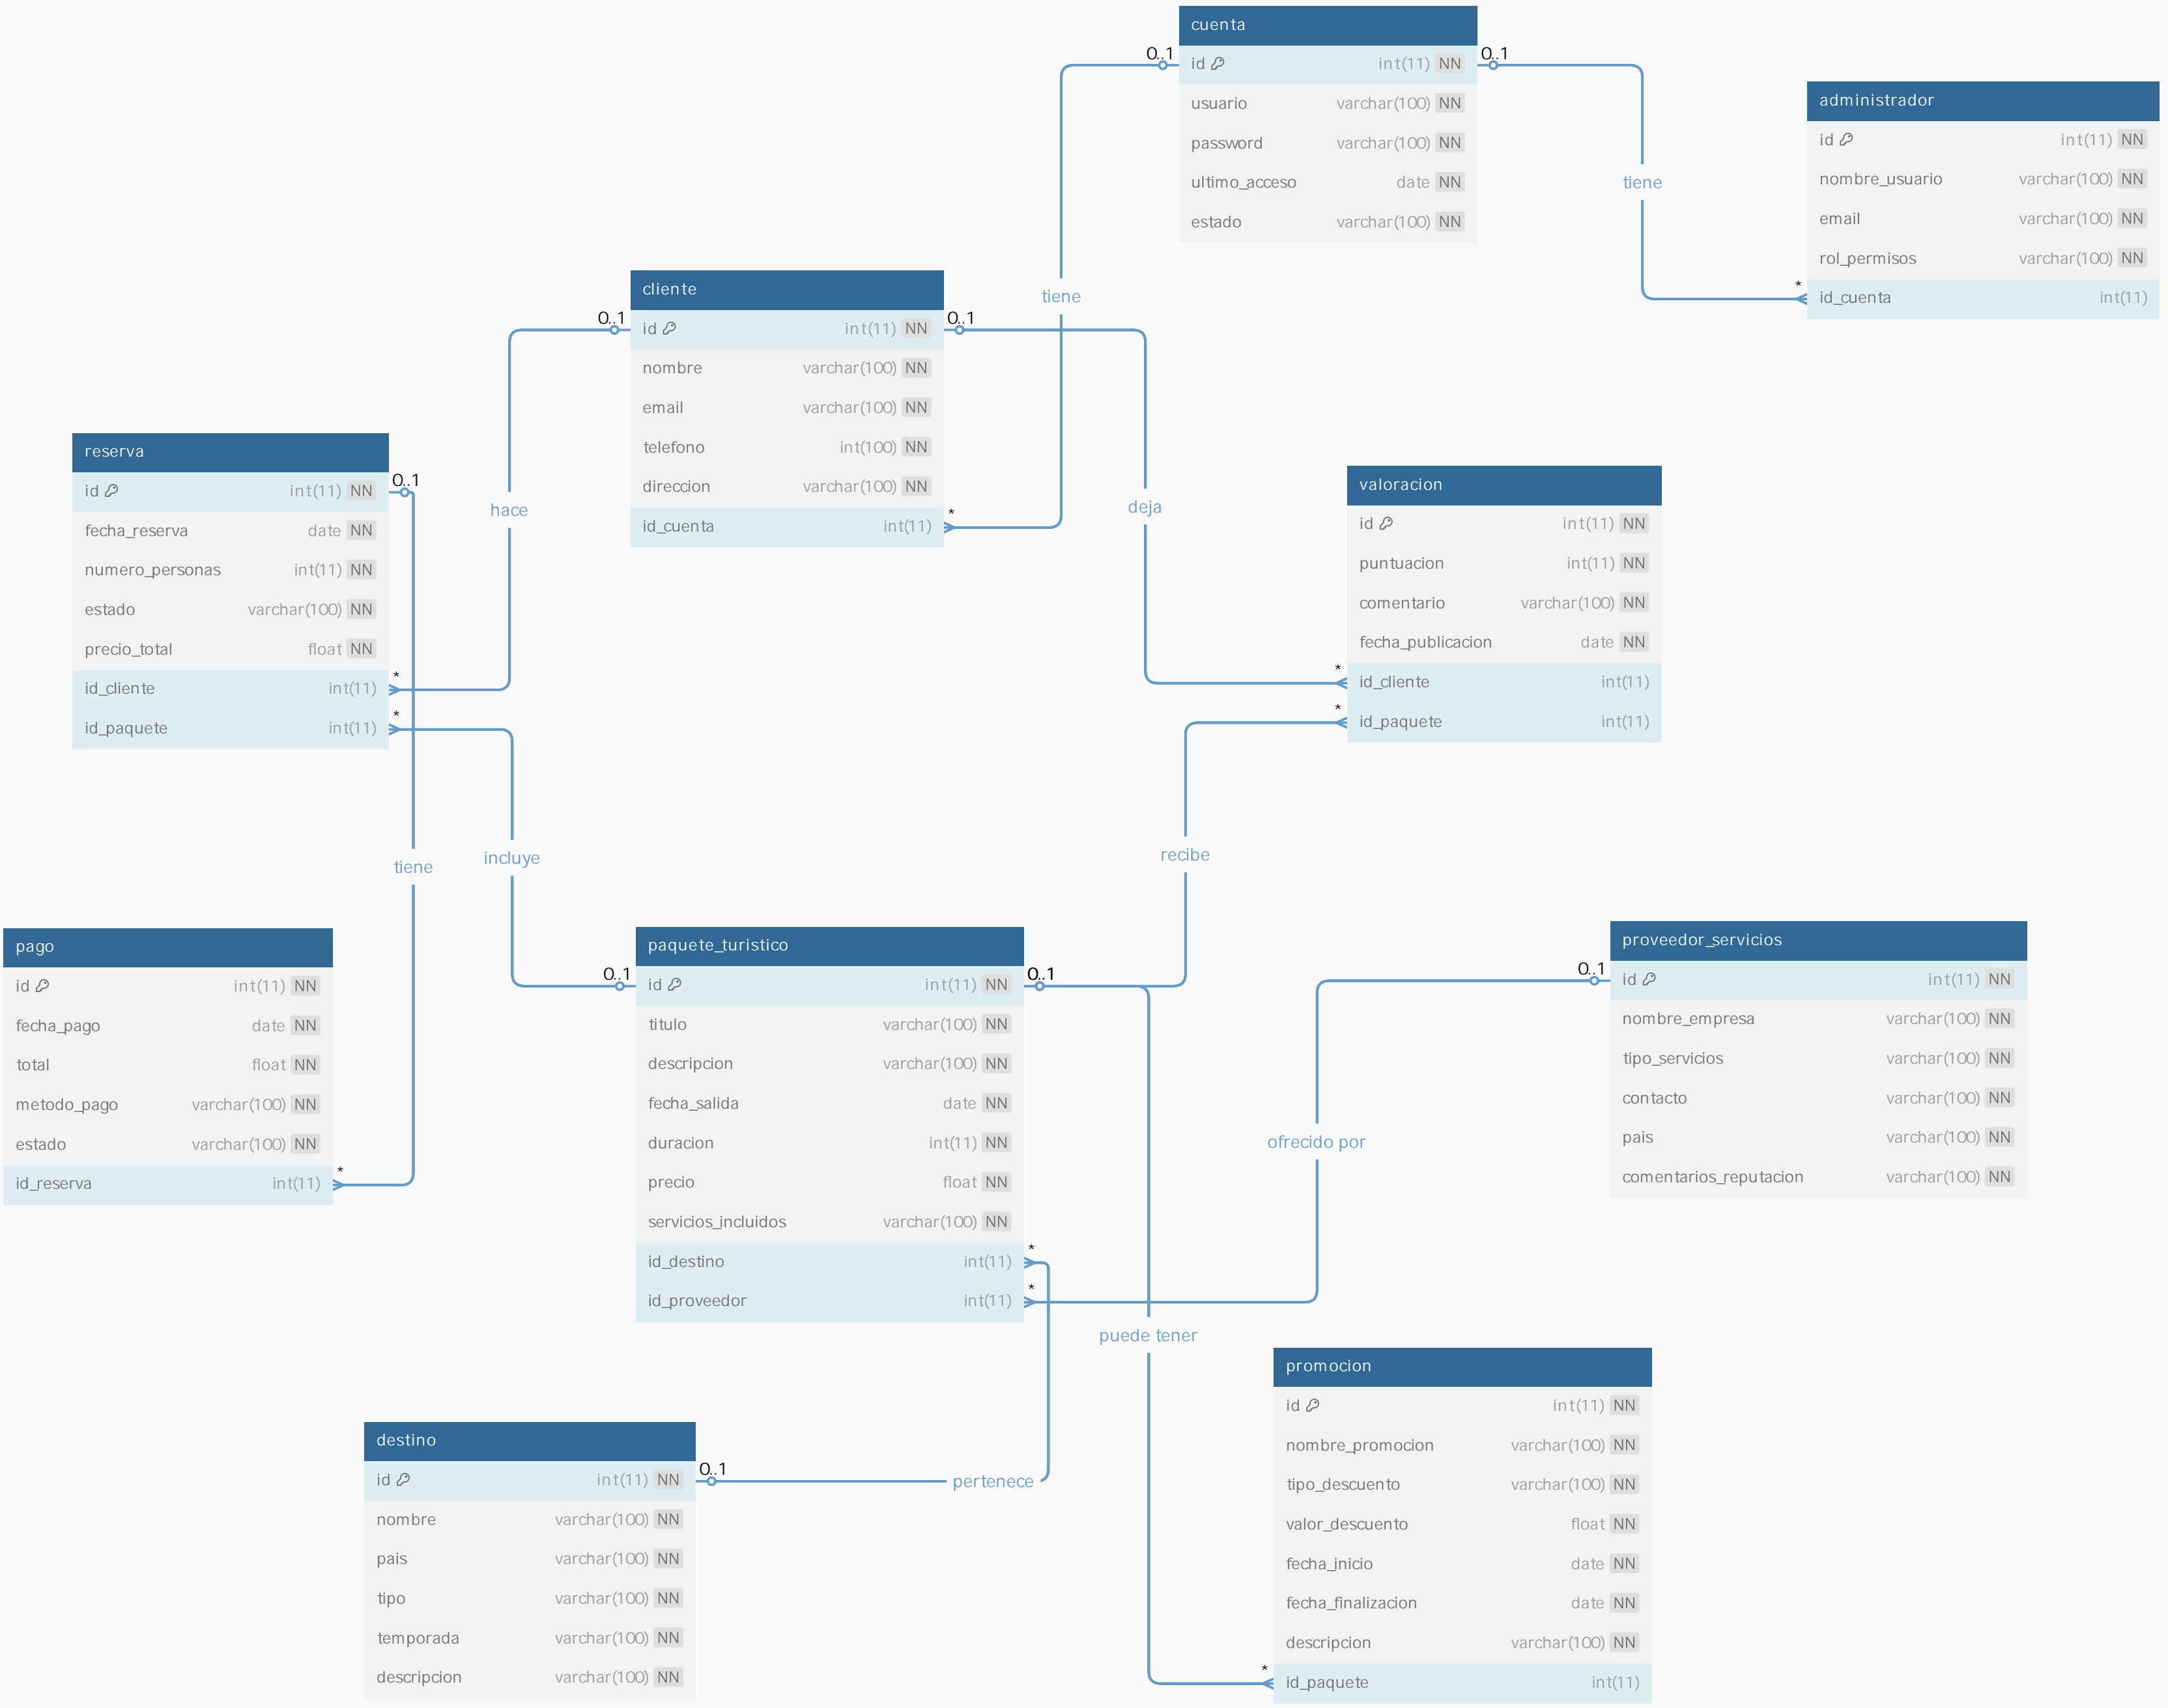 cuenta
0..1
id int(11) NN
0..1
usuario varchar(100) NN
password varchar(100) NN
ultimo_acceso date NN
estado varchar(100) NN
administrador
id int(11) NN
nombre_usuario varchar(100) NN
email varchar(100) NN
rol_permisos varchar(100) NN
* id_cuenta int(11)
tiene
tiene
cliente
0..1
id int(11) NN
0..1
nombre varchar(100) NN
email varchar(100) NN
telefono int(100) NN
direccion varchar(100) NN
id_cuenta int(11) *
hace
deja
reserva
id int(11) NN
0..1
fecha_reserva date NN
numero_personas int(11) NN
estado varchar(100) NN
precio_total float NN
id_cliente int(11) *
id_paquete int(11) *
valoracion
id int(11) NN
puntuacion int(11) NN
comentario varchar(100) NN
fecha_publicacion date NN
* id_cliente int(11)
* id_paquete int(11)
tiene
incluye
recibe
pago
id int(11) NN
fecha_pago date NN
total float NN
metodo_pago varchar(100) NN
estado varchar(100) NN
id_reserva int(11) *
paquete_turistico
0..1
id int(11) NN
0..1
titulo varchar(100) NN
descripcion varchar(100) NN
fecha_salida date NN
duracion int(11) NN
precio float NN
servicios_incluidos varchar(100) NN
id_destino int(11) *
id_proveedor int(11) *
proveedor_servicios
0..1
id int(11) NN
nombre_empresa varchar(100) NN
tipo_servicios varchar(100) NN
contacto varchar(100) NN
pais varchar(100) NN
comentarios_reputacion varchar(100) NN
ofrecido por
puede tener
destino
id int(11) NN
0..1
pertenece
nombre varchar(100) NN
pais varchar(100) NN
tipo varchar(100) NN
temporada varchar(100) NN
descripcion varchar(100) NN
promocion
id int(11) NN
nombre_promocion varchar(100) NN
tipo_descuento varchar(100) NN
valor_descuento float NN
fecha_inicio date NN
fecha_finalizacion date NN
descripcion varchar(100) NN
* id_paquete int(11)